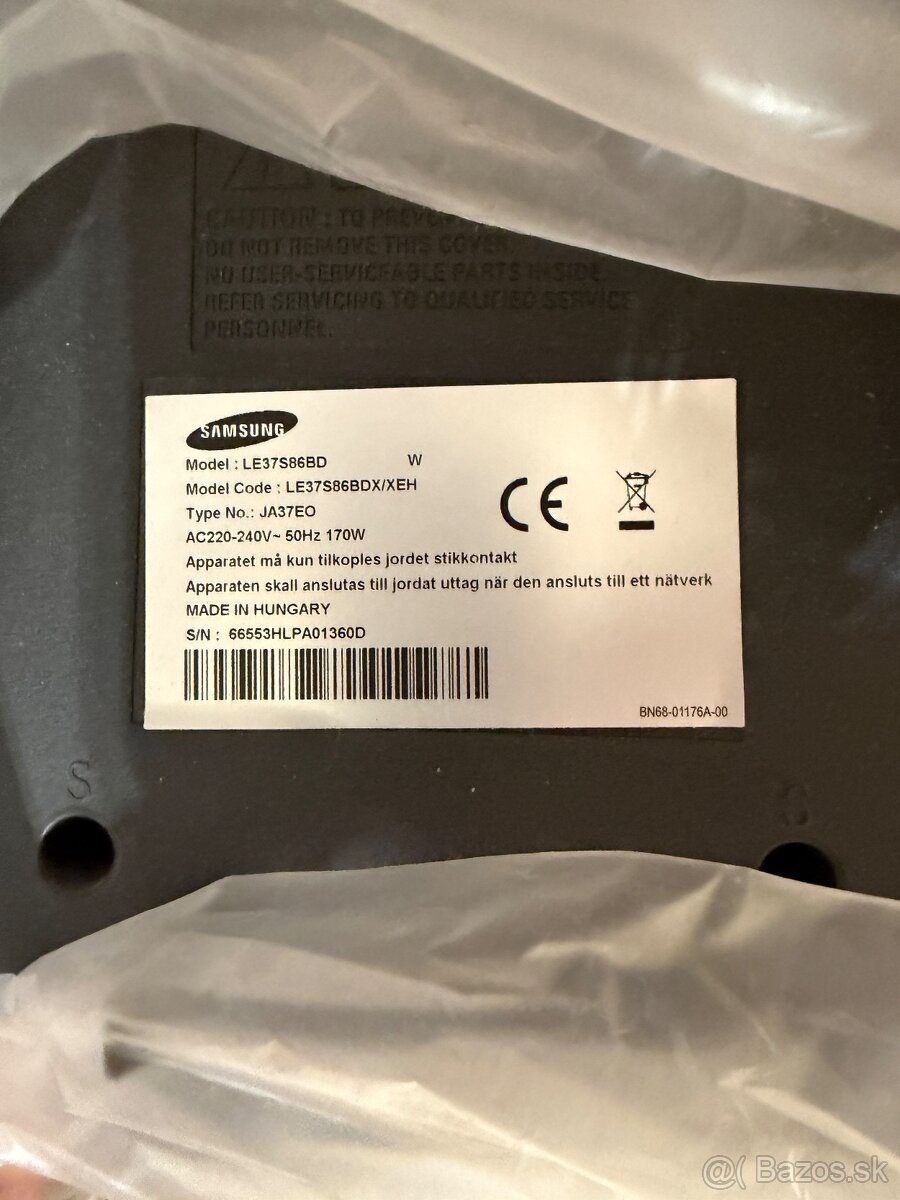 CAUTION : TO PREVENT
DO NOT REMOVE THIS COVER.
NO USER-SERVICEABLE PARTS INSIDE
REFER SERVICING TO QUALIFIED SERVICE
PERSONNEL.
SAMSUNG
Model : LE37S86BD W
Model Code : LE37S86BDX/XEH
Type No.: JA37EO
AC220-240V~ 50Hz 170W
Apparatet må kun tilkoples jordet stikkontakt
Apparaten skall anslutas till jordat uttag när den ansluts till ett nätverk
MADE IN HUNGARY
S/N : 66553HLPA01360D
CE
BN68-01176A-00
S
@( Bazos.sk